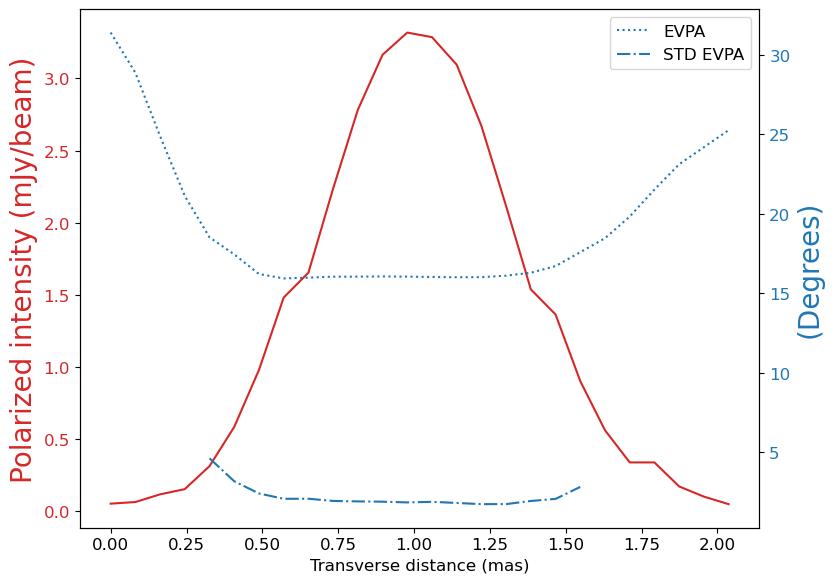 EVPA
STD EVPA
Polarized intensity (mJy/beam)
3.0
2.5
2.0
1.5
1.0
0.5
0.0
30
25
20
15
10
5
(Degrees)
0.00 0.25 0.50 0.75 1.00 1.25 1.50 1.75 2.00
Transverse distance (mas)